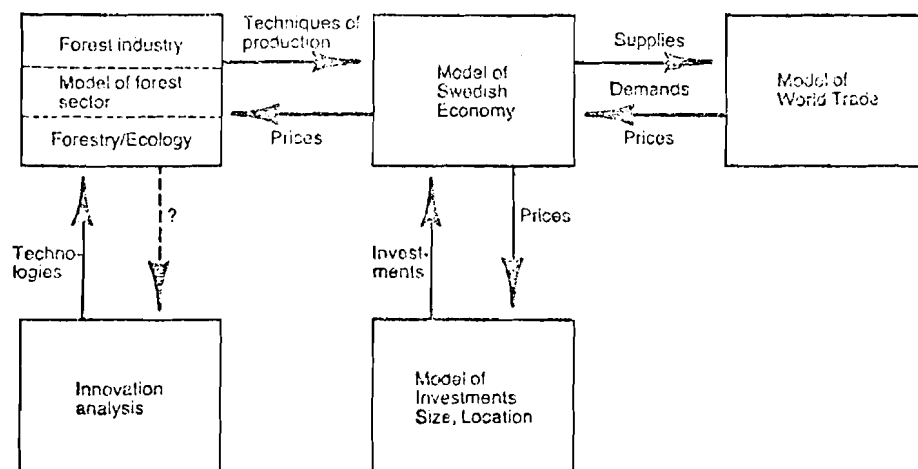 Forest industry
Model of forest
sector
Forestry/Ecology
Techniques of
production
Prices
Model of
Swedish
Economy
Supplies
Demands
Prices
Model of
World Trade
?
Techno-
logies
Invest-
ments
Prices
Innovation
analysis
Model of
Investments
Size, Location